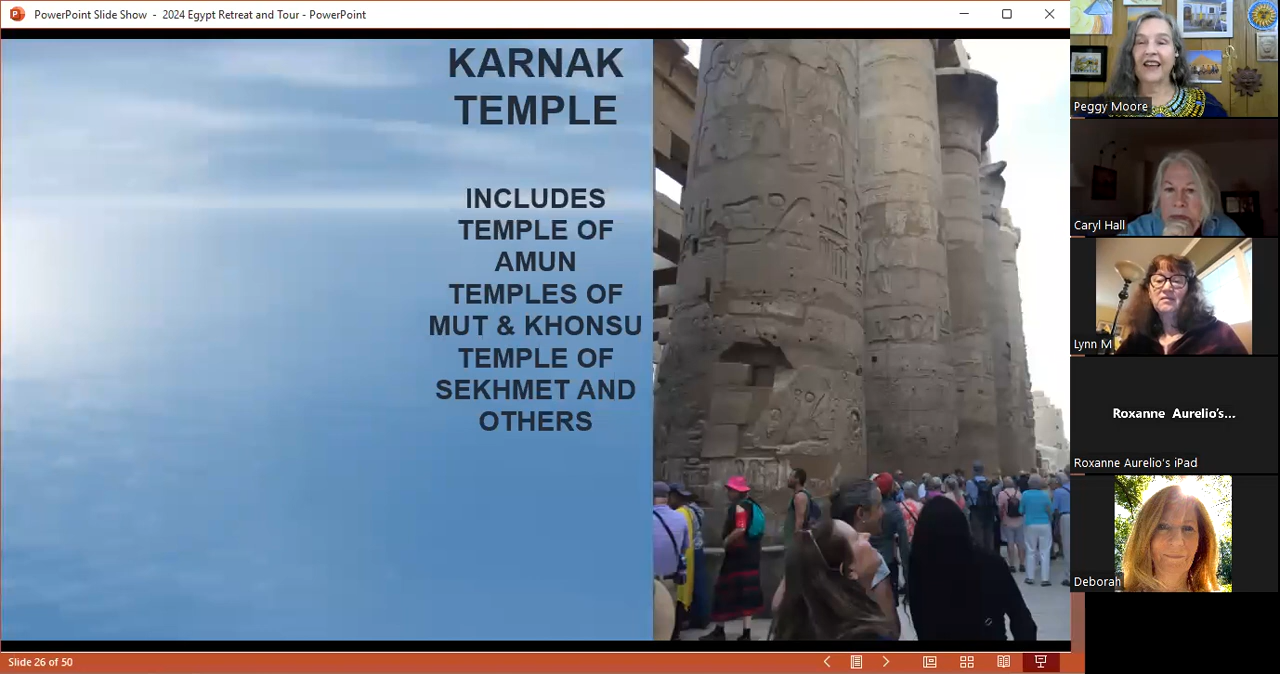 PowerPoint Slide Show - 2024 Egypt Retreat and Tour - PowerPoint
KARNAK
TEMPLE
INCLUDES
TEMPLE OF
AMUN
TEMPLES OF
MUT & KHONSU
TEMPLE OF
SEKHMET AND
OTHERS
Slide 26 of 50
Peggy Moore
Caryl Hall
Lynn M
Roxanne Aurelio's...
Roxanne Aurelio's iPad
Deborah